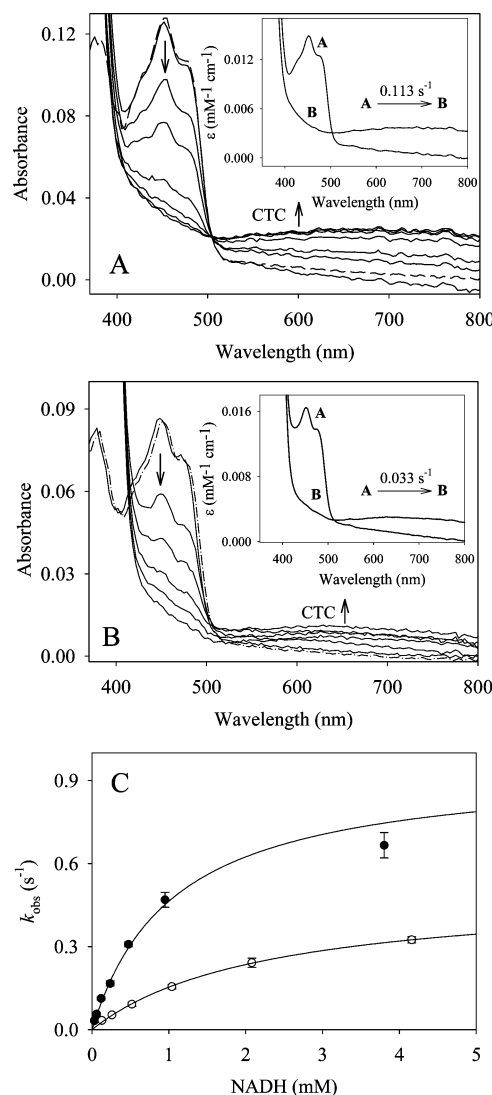 0.12
0.08
0.04
0.00
Absorbance
400 500 600 700 800
Wavelength (nm)
A
CTC
0.012
0.006
0.000
ε (mM-1 cm-1)
400 500 600 700 800
Wavelength (nm)
A
B
0.113 s-1
A B
0.09
0.06
0.03
0.00
Absorbance
400 500 600 700 800
Wavelength (nm)
B
CTC
0.016
0.008
0.000
ε (mM-1 cm-1)
400 500 600 700 800
Wavelength (nm)
A
B
0.033 s-1
A B
C
0.9
0.6
0.3
0.0
kobs (s-1)
0 1 2 3 4 5
NADH (mM)